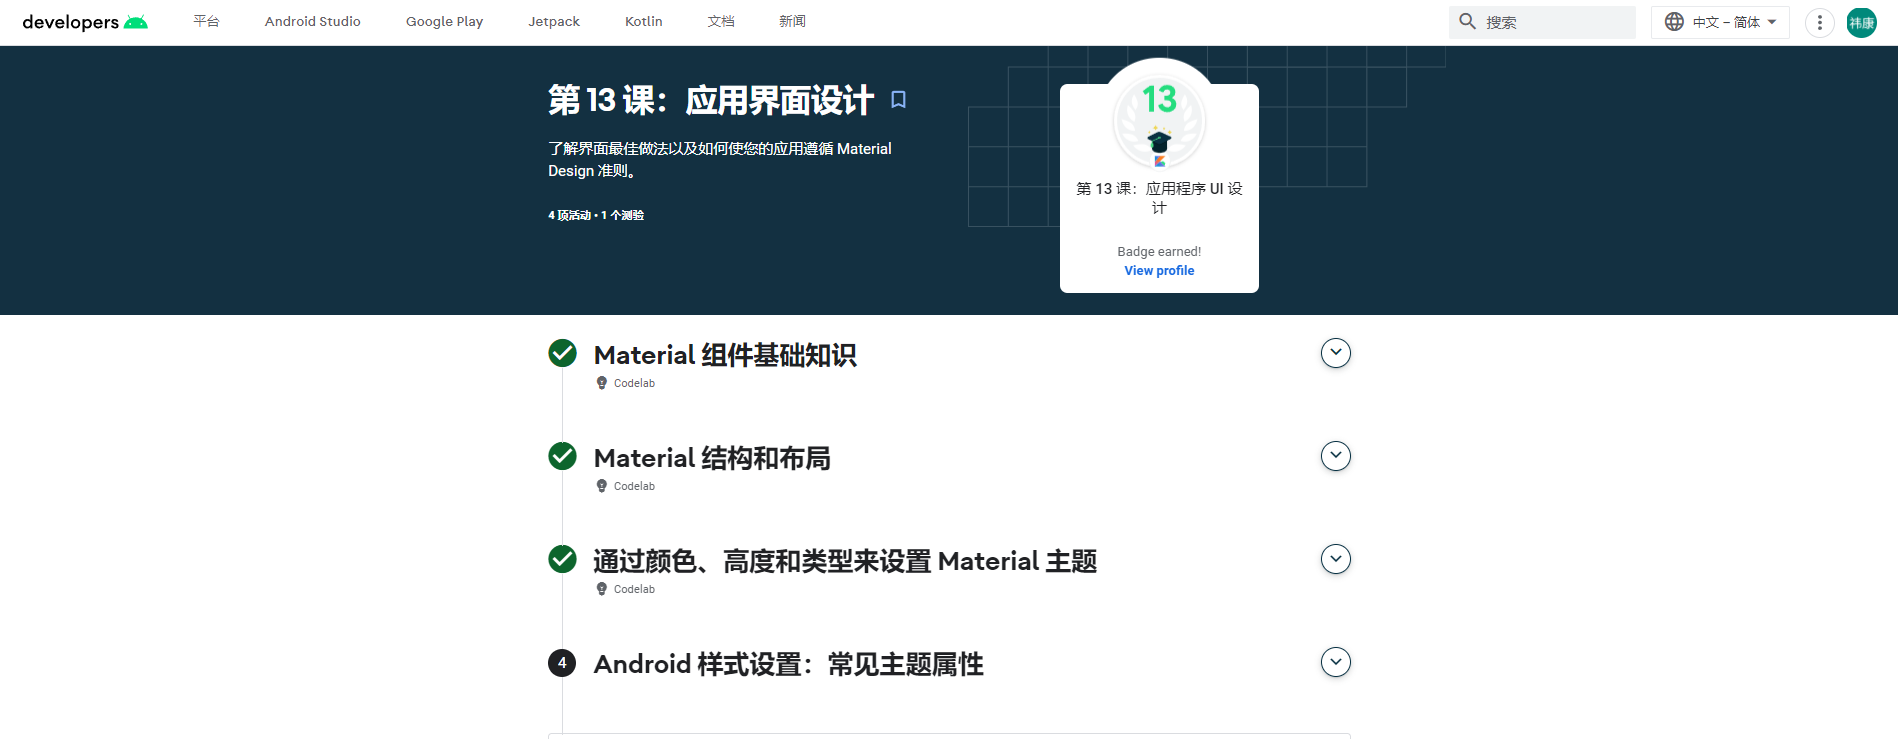 developers 平台 Android Studio Google Play Jetpack Kotlin 文档 新闻 搜索 中文 – 简体 祎康
第 13 课：应用界面设计
了解界面最佳做法以及如何使您的应用遵循 Material
Design 准则。
4 项活动 • 1 个测验
13
第 13 课：应用程序 UI 设
计
Badge earned!
View profile
Material 组件基础知识
Codelab
Material 结构和布局
Codelab
通过颜色、高度和类型来设置 Material 主题
Codelab
4 Android 样式设置：常见主题属性